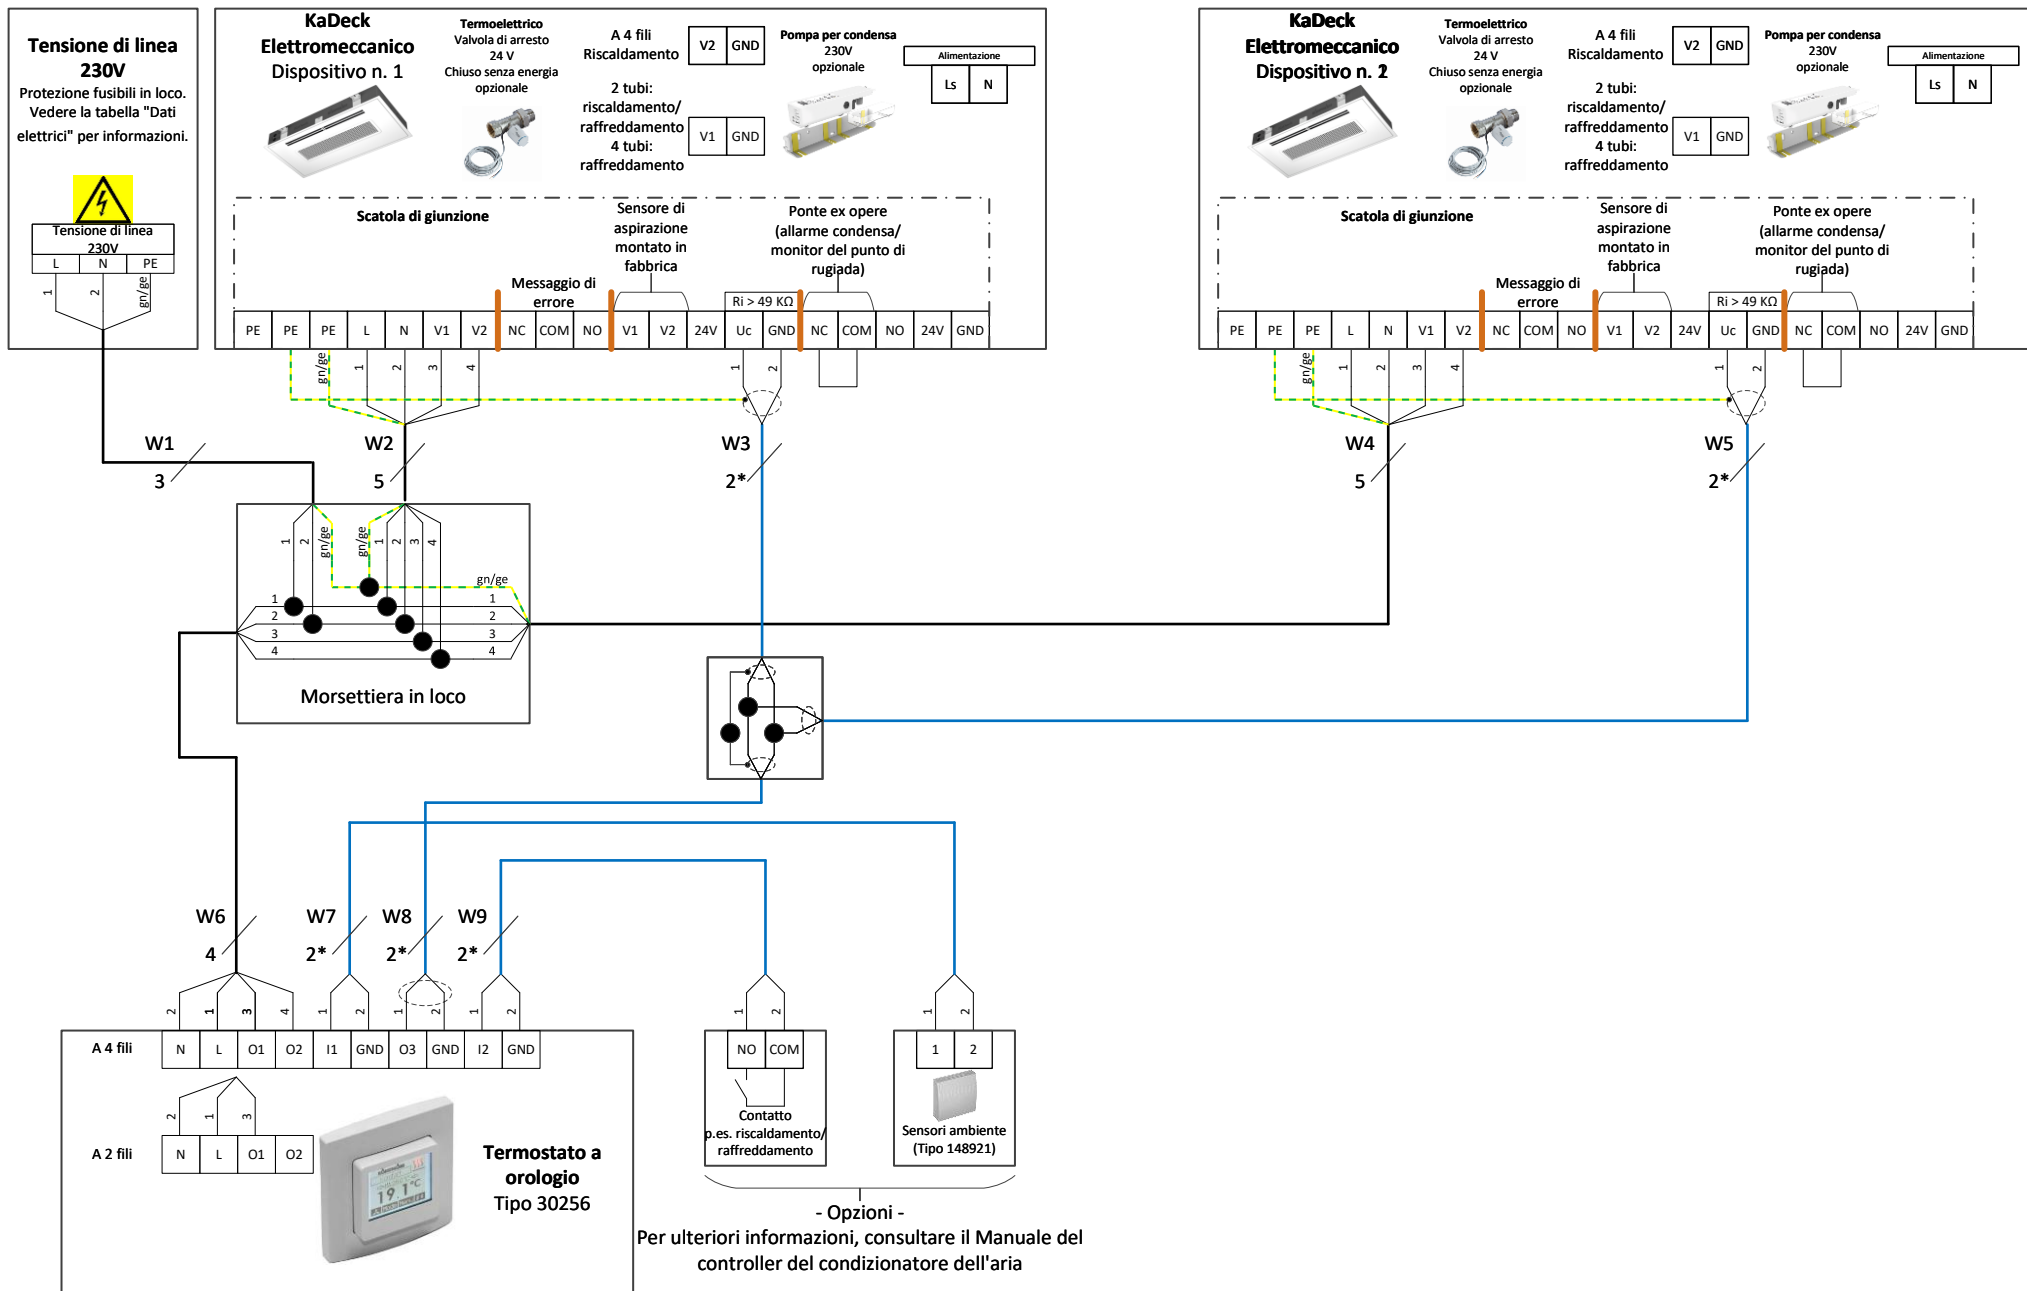 Tensione di linea
230V
Protezione fusibili in loco.
Vedere la tabella "Dati
elettrici" per informazioni.
Tensione di linea
230V
L N PE
1 2 gn/ge
KaDeck
Elettromeccanico
Dispositivo n. 1
Termoelettrico
Valvola di arresto
24 V
Chiuso senza energia
opzionale
A 4 fili
Riscaldamento
V2 GND
2 tubi:
riscaldamento/
raffreddamento
4 tubi:
raffreddamento
V1 GND
Pompa per condensa
230V
opzionale
Alimentazione
Ls N
Scatola di giunzione
Messaggio di
errore
Sensore di
aspirazione
montato in
fabbrica
Ponte ex opere
(allarme condensa/
monitor del punto di
rugiada)
Ri > 49 KΩ
PE PE PE L N V1 V2 NC COM NO V1 V2 24V Uc GND NC COM NO 24V GND
gn/ge 1 2 3 4 1 2
KaDeck
Elettromeccanico
Dispositivo n. 2
Termoelettrico
Valvola di arresto
24 V
Chiuso senza energia
opzionale
A 4 fili
Riscaldamento
V2 GND
2 tubi:
riscaldamento/
raffreddamento
4 tubi:
raffreddamento
V1 GND
Pompa per condensa
230V
opzionale
Alimentazione
Ls N
Scatola di giunzione
Messaggio di
errore
Sensore di
aspirazione
montato in
fabbrica
Ponte ex opere
(allarme condensa/
monitor del punto di
rugiada)
Ri > 49 KΩ
PE PE PE L N V1 V2 NC COM NO V1 V2 24V Uc GND NC COM NO 24V GND
gn/ge 1 2 3 4 1 2
W1
3
W2
5
W3
2*
W4
5
W5
2*
1 2 gn/ge gn/ge 1 2 3 4
gn/ge
1 1
2 2
3 3
4 4
Morsettiera in loco
W6
4
W7
2*
W8
2*
W9
2*
2 1 3 4 1 2 1 2 1 2
A 4 fili
N L O1 O2 I1 GND O3 GND I2 GND
2 1 3
A 2 fili
N L O1 O2
19.1°C
Termostato a
orologio
Tipo 30256
1 2
NO COM
Contatto
p.es. riscaldamento/
raffreddamento
1 2
1 2
Sensori ambiente
(Tipo 148921)
- Opzioni -
Per ulteriori informazioni, consultare il Manuale del
controller del condizionatore dell'aria